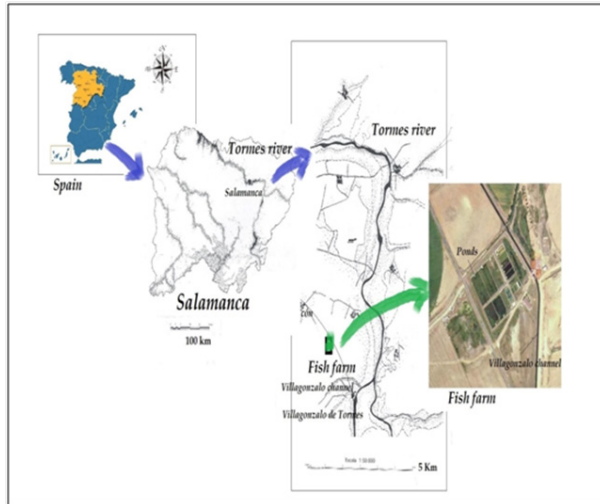 N
Spain
Tormes river
Salamanca
Salamanca
100 km
Tormes river
Fish farm
Villagonzalo channel
Villagonzalo de Tormes
5 Km
Ponds
Villagonzalo channel
Fish farm